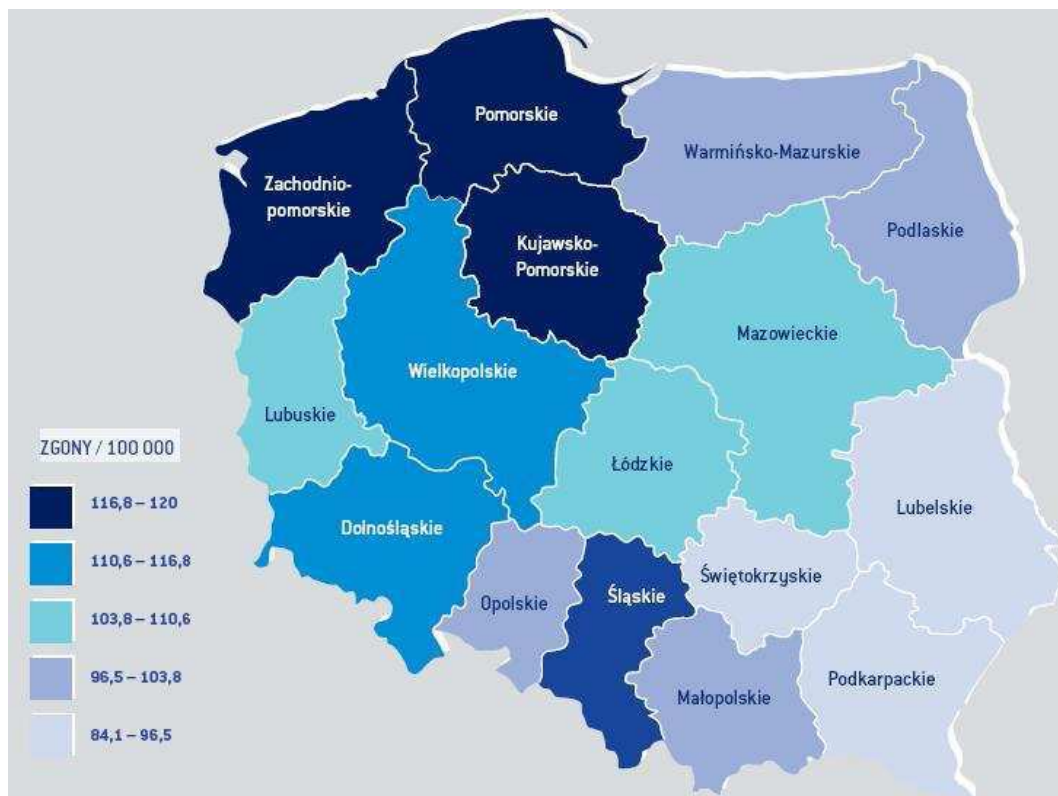 Pomorskie
Warmińsko-Mazurskie
Zachodnio-
pomorskie
Podlaskie
Kujawsko-
Pomorskie
Mazowieckie
Wielkopolskie
Lubuskie
ZGONY / 100 000
Łódzkie
116,8 – 120
Lubelskie
Dolnośląskie
110,6 – 116,8
Świętokrzyskie
Opolskie
Śląskie
103,8 – 110,6
96,5 – 103,8
Podkarpackie
Małopolskie
84,1 – 96,5